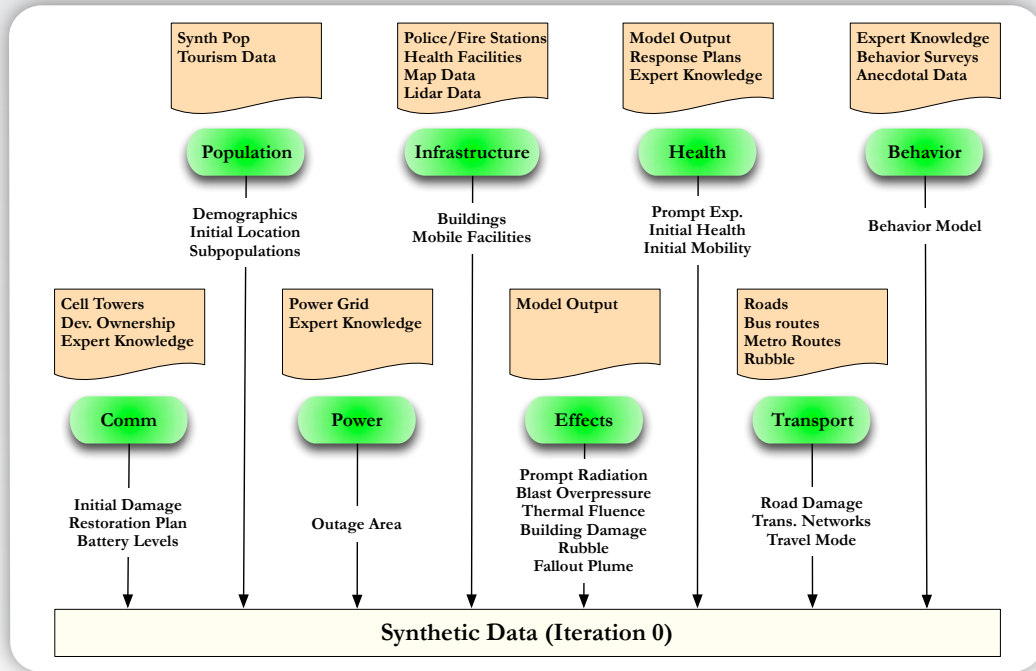 Synth Pop
Tourism Data
Police/Fire Stations
Health Facilities
Map Data
Lidar Data
Model Output
Response Plans
Expert Knowledge
Expert Knowledge
Behavior Surveys
Anecdotal Data
Population
Infrastructure
Health
Behavior
Demographics
Initial Location
Subpopulations
Buildings
Mobile Facilities
Prompt Exp.
Initial Health
Initial Mobility
Behavior Model
Cell Towers
Dev. Ownership
Expert Knowledge
Power Grid
Expert Knowledge
Model Output
Roads
Bus routes
Metro Routes
Rubble
Comm
Power
Effects
Transport
Initial Damage
Restoration Plan
Battery Levels
Outage Area
Prompt Radiation
Blast Overpressure
Thermal Fluence
Building Damage
Rubble
Fallout Plume
Road Damage
Trans. Networks
Travel Mode
Synthetic Data (Iteration 0)